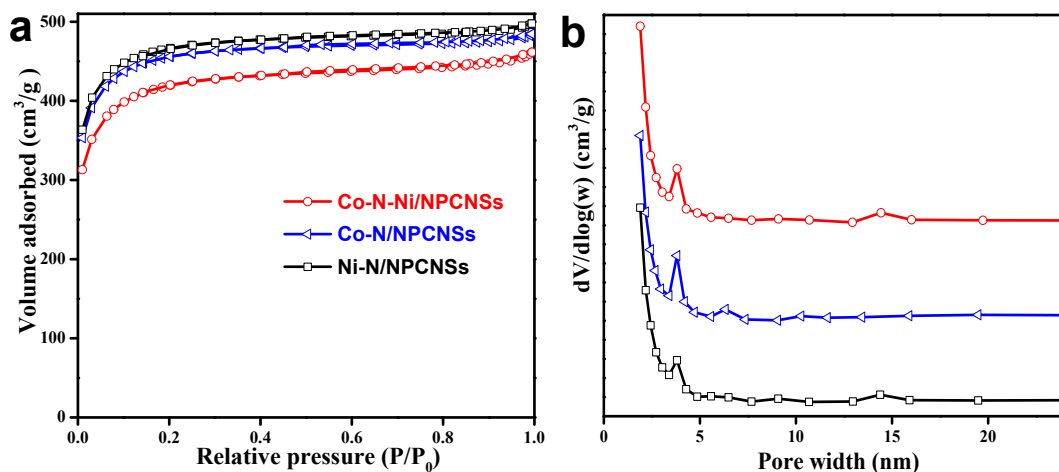 a
Volume adsorbed (cm³/g)
500
400
300
200
100
0
Co-N-Ni/NPCNSs
Co-N/NPCNSs
Ni-N/NPCNSs
0.0 0.2 0.4 0.6 0.8 1.0
Relative pressure (P/P₀)
b
dV/dlog(w) (cm³/g)
0 5 10 15 20
Pore width (nm)